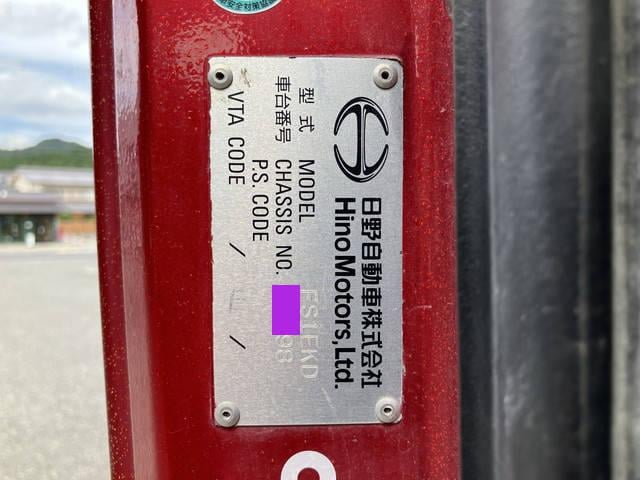 日野自動車株式会社
Hino Motors, Ltd.
型式 MODEL FS1EKD
車台番号 CHASSIS NO. 98
P.S. CODE
VTA CODE / /